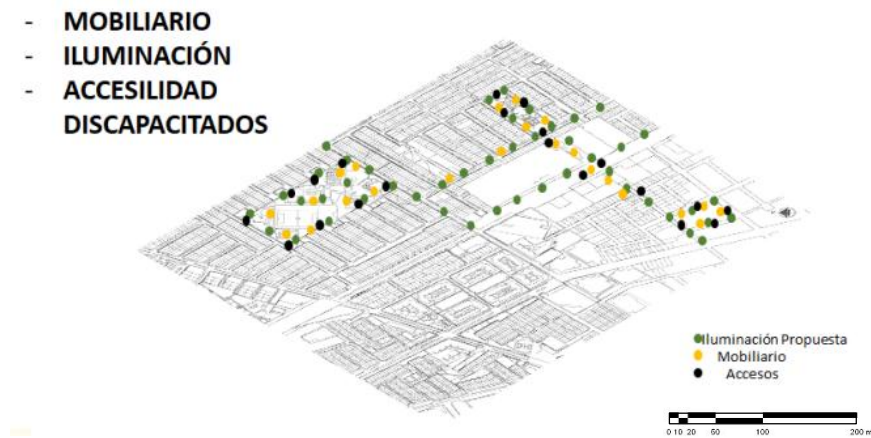 - MOBILIARIO
- ILUMINACIÓN
- ACCESILIDAD
DISCAPACITADOS
Iluminación Propuesta
Mobiliario
Accesos
0 10 20 50 100 200 m